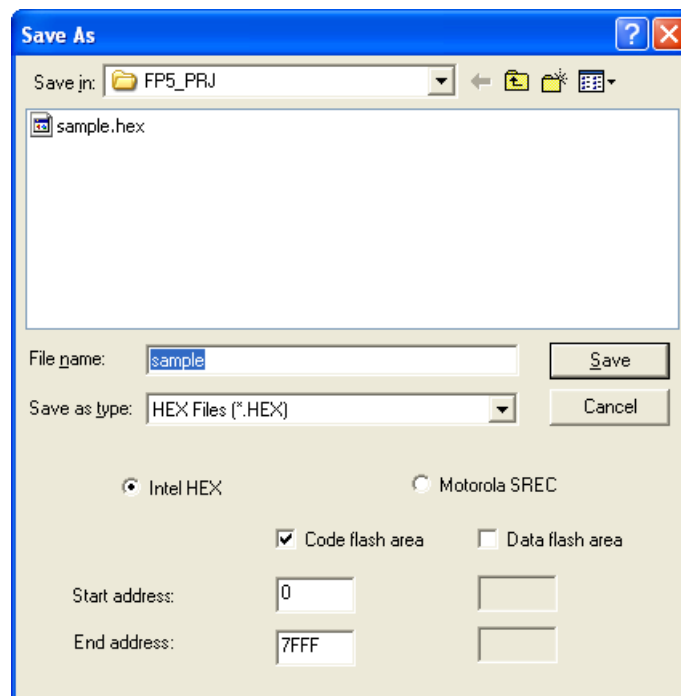 Save As
Save in: FP5_PRJ
sample.hex
File name: sample Save
Save as type: HEX Files (*.HEX) Cancel
Intel HEX Motorola SREC
Code flash area Data flash area
Start address: 0
End address: 7FFF